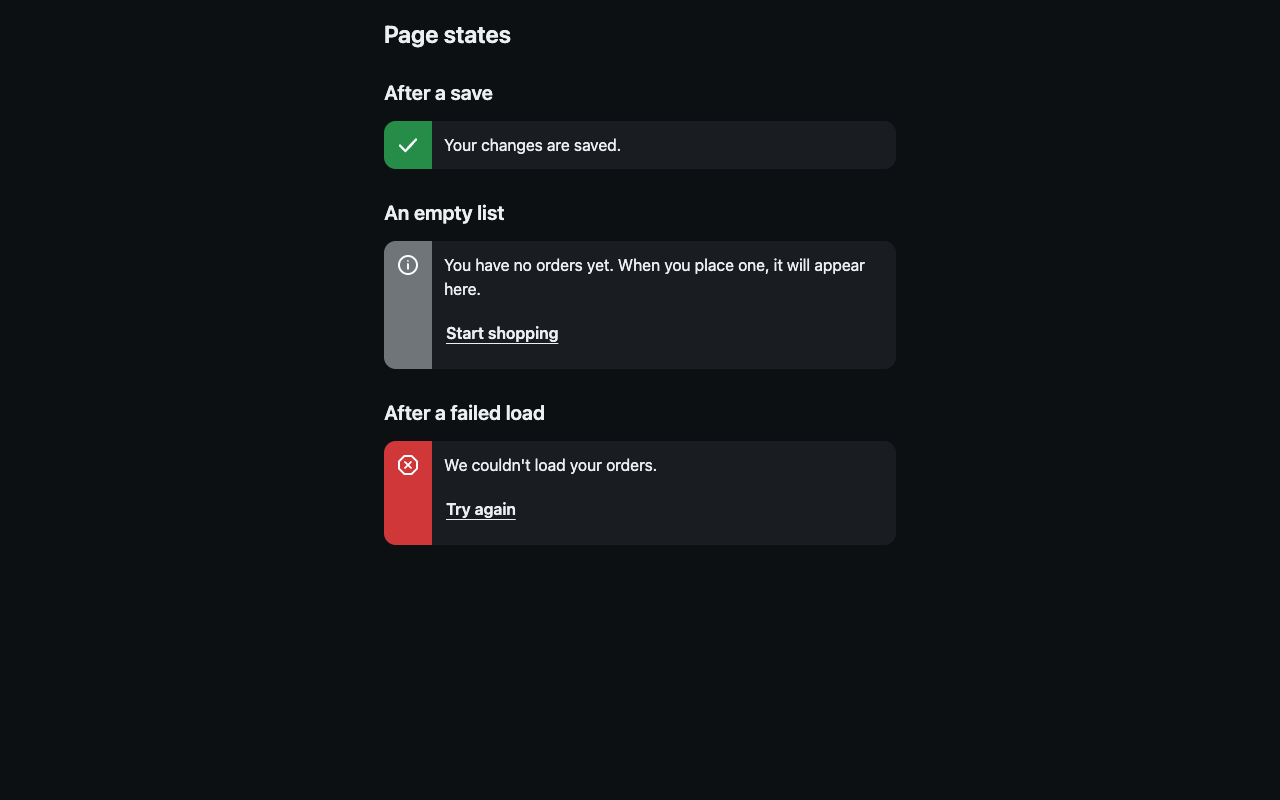 Page states
After a save
Your changes are saved.
An empty list
You have no orders yet. When you place one, it will appear
here.
Start shopping
After a failed load
We couldn't load your orders.
Try again